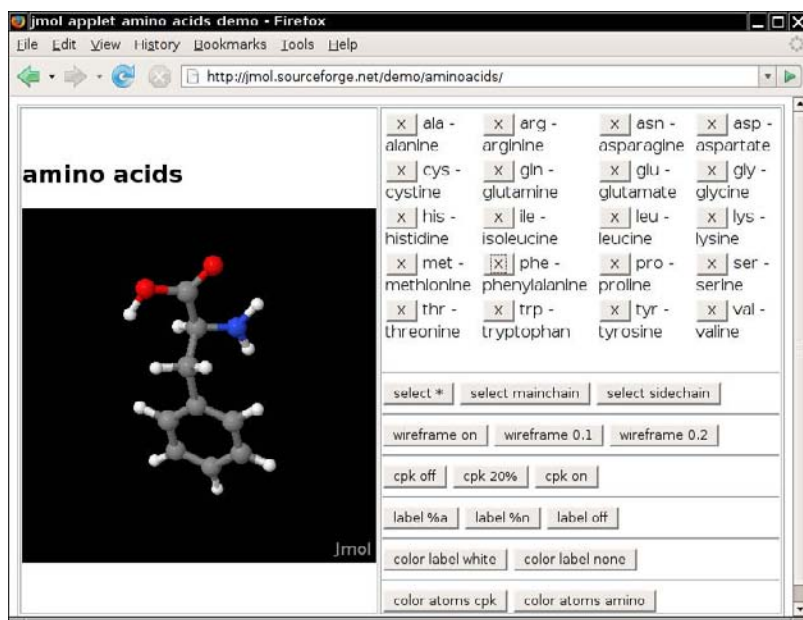 jmol applet amino acids demo - Firefox
File Edit View History Bookmarks Tools Help
http://jmol.sourceforge.net/demo/aminoacids/
amino acids
Jmol
x ala - x arg - x asn - x asp -
alanine arginine asparagine aspartate
x cys - x gln - x glu - x gly -
cystine glutamine glutamate glycine
x his - x ile - x leu - x lys -
histidine isoleucine leucine lysine
x met - x phe - x pro - x ser -
methionine phenylalanine proline serine
x thr - x trp - x tyr - x val -
threonine tryptophan tyrosine valine
select * select mainchain select sidechain
wireframe on wireframe 0.1 wireframe 0.2
cpk off cpk 20% cpk on
label %a label %n label off
color label white color label none
color atoms cpk color atoms amino